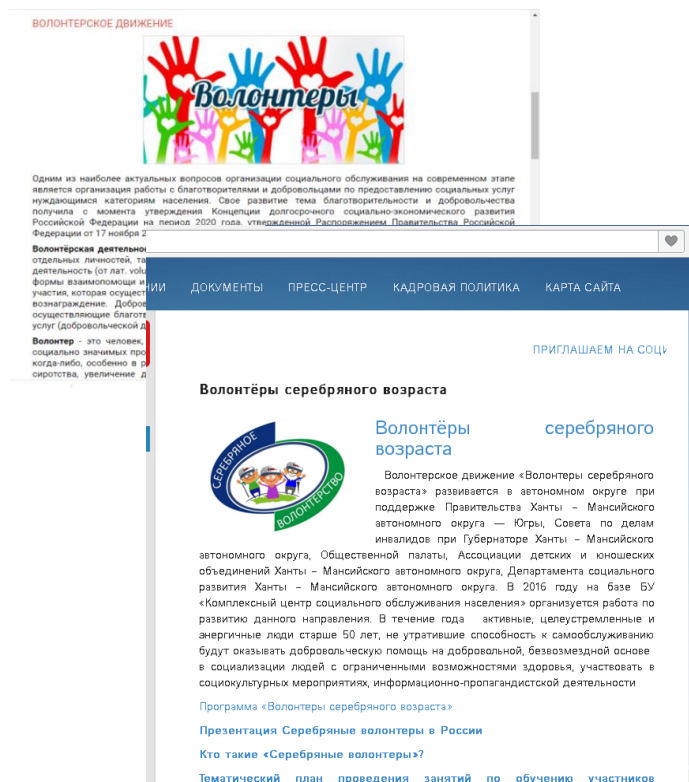 ВОЛОНТЕРСКОЕ ДВИЖЕНИЕ
Волонтеры
Одним из наиболее актуальных вопросов организации социального обслуживания на современном этапе
является организация работы с благотворителями и добровольцами по предоставлению социальных услуг
нуждающимся категориям населения. Свое развитие тема благотворительности и добровольчества
получила с момента утверждения Концепции долгосрочного социально-экономического развития
Российской Федерации на период 2020 года, утвержденной Распоряжением Правительства Российской
Федерации от 17 ноября 2
Волонтёрская деятельнос
отдельных личностей, та
деятельность (от лат. volu
формы взаимопомощи и
участия, которая осущест
вознаграждение. Добров
осуществляющие благотв
услуг (добровольческой д
Волонтер - это человек,
социально значимых про
когда-либо, особенно в р
сиротства, увеличение д
НИИ ДОКУМЕНТЫ ПРЕСС-ЦЕНТР КАДРОВАЯ ПОЛИТИКА КАРТА САЙТА
ПРИГЛАШАЕМ НА СОЦИ
Волонтёры серебряного возраста
СЕРЕБРЯНОЕ
ВОЛОНТЕРСТВО
Волонтёры серебряного
возраста
Волонтерское движение «Волонтеры серебряного
возраста» развивается в автономном округе при
поддержке Правительства Ханты – Мансийского
автономного округа — Югры, Совета по делам
инвалидов при Губернаторе Ханты – Мансийского
автономного округа, Общественной палаты, Ассоциации детских и юношеских
объединений Ханты – Мансийского автономного округа, Департамента социального
развития Ханты – Мансийского автономного округа. В 2016 году на базе БУ
«Комплексный центр социального обслуживания населения» организуется работа по
развитию данного направления. В течение года активные, целеустремленные и
энергичные люди старше 50 лет, не утратившие способность к самообслуживанию
будут оказывать добровольческую помощь на добровольной, безвозмездной основе
в социализации людей с ограниченными возможностями здоровья, участвовать в
социокультурных мероприятиях, информационно-пропагандистской деятельности
Программа «Волонтеры серебряного возраста»
Презентация Серебряные волонтеры в России
Кто такие «Серебряные волонтеры»?
Тематический план проведения занятий по обучению участников